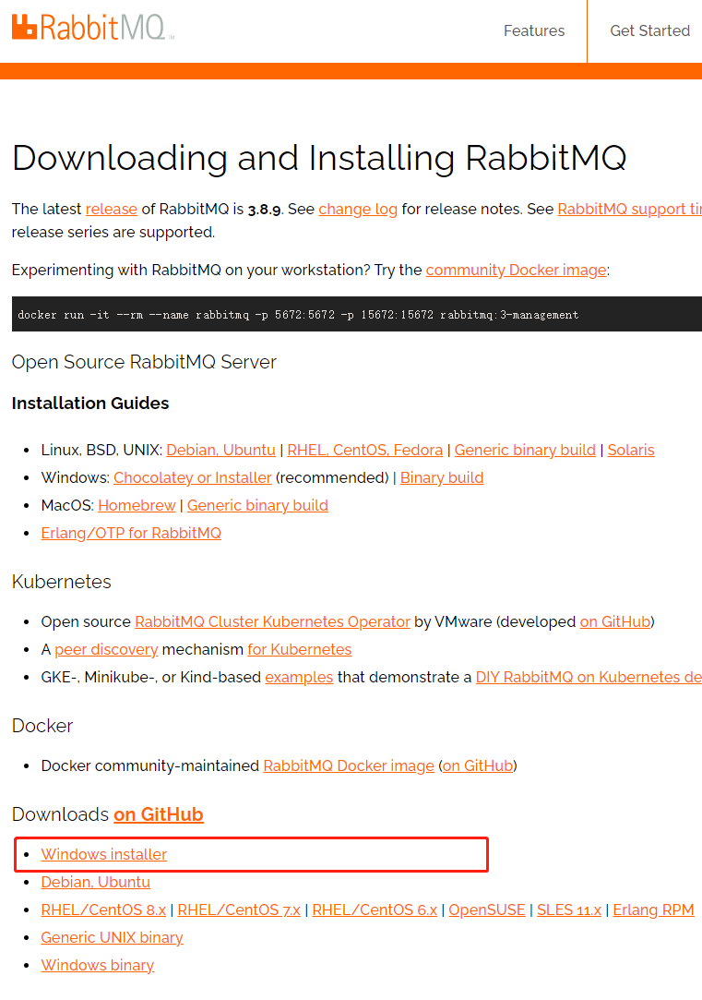 RabbitMQ™
Features
Get Started
Downloading and Installing RabbitMQ
The latest release of RabbitMQ is 3.8.9. See change log for release notes. See RabbitMQ support
release series are supported.
Experimenting with RabbitMQ on your workstation? Try the community Docker image:
docker run -it --rm --name rabbitmq -p 5672:5672 -p 15672:15672 rabbitmq:3-management
Open Source RabbitMQ Server
Installation Guides
• Linux, BSD, UNIX: Debian, Ubuntu | RHEL, CentOS, Fedora | Generic binary build | Solaris
• Windows: Chocolatey or Installer (recommended) | Binary build
• MacOS: Homebrew | Generic binary build
• Erlang/OTP for RabbitMQ
Kubernetes
• Open source RabbitMQ Cluster Kubernetes Operator by VMware (developed on GitHub)
• A peer discovery mechanism for Kubernetes
• GKE-, Minikube-, or Kind-based examples that demonstrate a DIY RabbitMQ on Kubernetes de
Docker
• Docker community-maintained RabbitMQ Docker image (on GitHub)
Downloads on GitHub
• Windows installer
• Debian, Ubuntu
• RHEL/CentOS 8.x | RHEL/CentOS 7.x | RHEL/CentOS 6.x | OpenSUSE | SLES 11.x | Erlang RPM
• Generic UNIX binary
• Windows binary